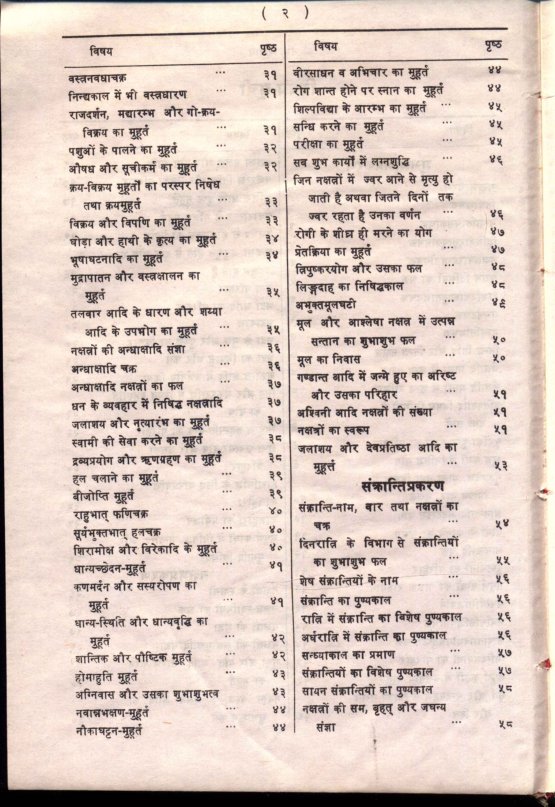 ( २ )
विषय पृष्ठ
वस्त्रनवधाचक्र ... ३१
निन्द्यकाल में भी वस्त्रधारण ... ३१
राजदर्शन, मद्यारम्भ और गो-क्रय-
विक्रय का मुहूर्त ३१
पशुओं के पालने का मुहूर्त ... ३२
औषध और सूचीकर्म का मुहूर्त ... ३२
क्रय-विक्रय मुहूर्तों का परस्पर निषेध
तथा क्रयमुहूर्त ... ३३
विक्रय और विपणि का मुहूर्त ... ३३
घोड़ा और हाथी के कृत्य का मुहूर्त ३४
भूषाघटनादि का मुहूर्त ... ३४
मुद्रापातन और वस्त्रक्षालन का
मुहूर्त ... ३५
तलवार आदि के धारण और शय्या
आदि के उपभोग का मुहूर्त ... ३५
नक्षत्रों की अन्धाक्षादि संज्ञा ... ३६
अन्धाक्षादि चक्र ... ३६
अन्धाक्षादि नक्षत्रों का फल ... ३७
धन के व्यवहार में निषिद्ध नक्षत्रादि ३७
जलाशय और नृत्यारंभ का मुहूर्त ३७
स्वामी की सेवा करने का मुहूर्त ३८
द्रव्यप्रयोग और ऋणग्रहण का मुहूर्त ३८
हल चलाने का मुहूर्त ... ३९
बीजोप्ति मुहूर्त ... ३९
राहुभात् फणिचक्र ... ४०
सूर्यभुक्तभात् हलचक्र ... ४०
शिरामोक्ष और विरेकादि के मुहूर्त ४०
धान्यच्छेदन-मुहूर्त ... ४१
कणमर्दन और सस्यरोपण का
मुहूर्त ४१
धान्य-स्थिति और धान्यवृद्धि का
मुहूर्त ... ४२
शान्तिक और पौष्टिक मुहूर्त ... ४२
होमाहुति मुहूर्त ... ४३
अग्निवास और उसका शुभाशुभत्व ४३
नवान्नभक्षण-मुहूर्त ... ४४
नौकाघट्टन-मुहूर्त ... ४४
विषय पृष्ठ
वीरसाधन व अभिचार का मुहूर्त ४४
रोग शान्त होने पर स्नान का मुहूर्त ४४
शिल्पविद्या के आरम्भ का मुहूर्त ... ४५
सन्धि करने का मुहूर्त ... ४५
परीक्षा का मुहूर्त ... ४५
सब शुभ कार्यों में लग्नशुद्धि ... ४६
जिन नक्षत्रों में ज्वर आने से मृत्यु हो
जाती है अथवा जितने दिनों तक
ज्वर रहता है उनका वर्णन ... ४६
रोगी के शीघ्र ही मरने का योग ४७
प्रेतक्रिया का मुहूर्त ... ४७
त्रिपुष्करयोग और उसका फल ... ४८
लिङ्गदाह का निषिद्धकाल ... ४८
अभुक्तमूलघटी ... ४९
मूल और आश्लेषा नक्षत्र में उत्पन्न
सन्तान का शुभाशुभ फल ... ५०
मूल का निवास ... ५०
गण्डान्त आदि में जन्मे हुए का अरिष्ट
और उसका परिहार ... ५१
अश्विनी आदि नक्षत्रों की संख्या ५१
नक्षत्रों का स्वरूप ... ५१
जलाशय और देवप्रतिष्ठा आदि का
मुहूर्त्त ... ५३
संक्रान्तिप्रकरण
संक्रान्ति-नाम, बार तथा नक्षत्रों का
चक्र ... ५४
दिनरात्रि के विभाग से संक्रान्तियों
का शुभाशुभ फल ... ५५
शेष संक्रान्तियों के नाम ... ५६
संक्रान्ति का पुण्यकाल ... ५६
रात्रि में संक्रान्ति का विशेष पुण्यकाल ५६
अर्धरात्रि में संक्रान्ति का पुण्यकाल ५६
सन्ध्याकाल का प्रमाण ... ५७
संक्रान्तियों का विशेष पुण्यकाल ५७
सायन संक्रान्तियों का पुण्यकाल ... ५८
नक्षत्रों की सम, बृहत् और जघन्य
संज्ञा ... ५८